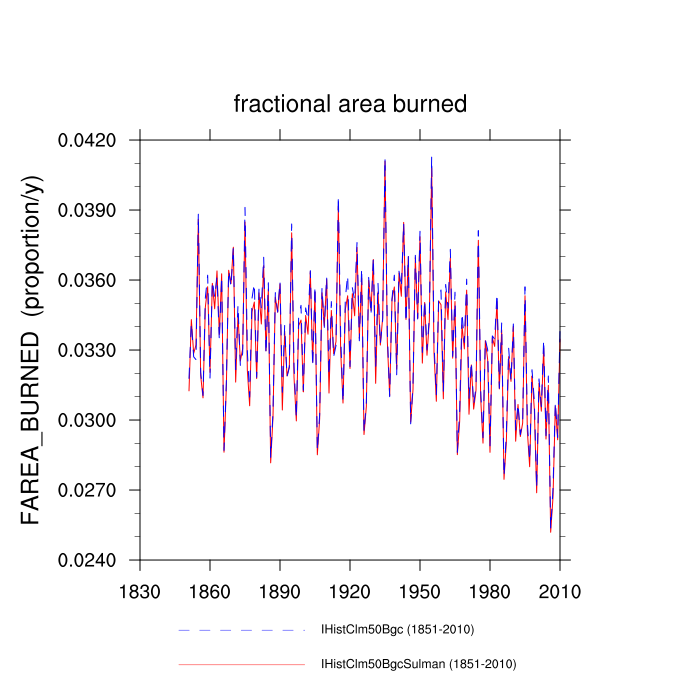 fractional area burned
FAREA_BURNED (proportion/y)
0.0420
0.0390
0.0360
0.0330
0.0300
0.0270
0.0240
1830 1860 1890 1920 1950 1980 2010
IHistClm50Bgc (1851-2010)
IHistClm50BgcSulman (1851-2010)